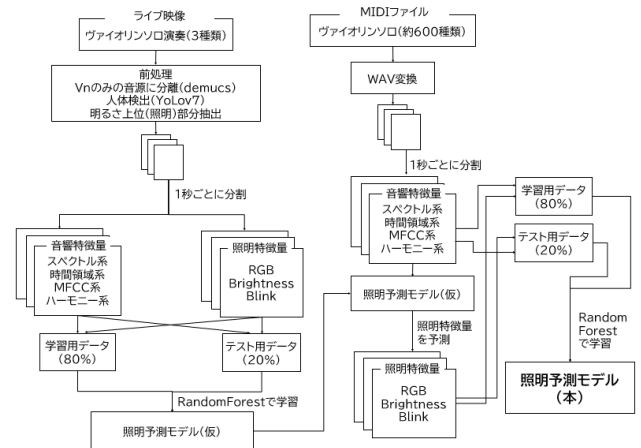 ライブ映像
ヴァイオリンソロ演奏(3種類)
前処理
Vnのみの音源に分離(demucs)
人体検出(YoLov7)
明るさ上位(照明)部分抽出
1秒ごとに分割
音響特徴量
スペクトル系
時間領域系
MFCC系
ハーモニー系
照明特徴量
RGB
Brightness
Blink
学習用データ
(80%)
テスト用データ
(20%)
RandomForestで学習
照明予測モデル(仮)
MIDIファイル
ヴァイオリンソロ(約600種類)
WAV変換
1秒ごとに分割
音響特徴量
スペクトル系
時間領域系
MFCC系
ハーモニー系
学習用データ
(80%)
テスト用データ
(20%)
照明予測モデル(仮)
照明特徴量
を予測
照明特徴量
RGB
Brightness
Blink
Random
Forest
で学習
照明予測モデル
(本)